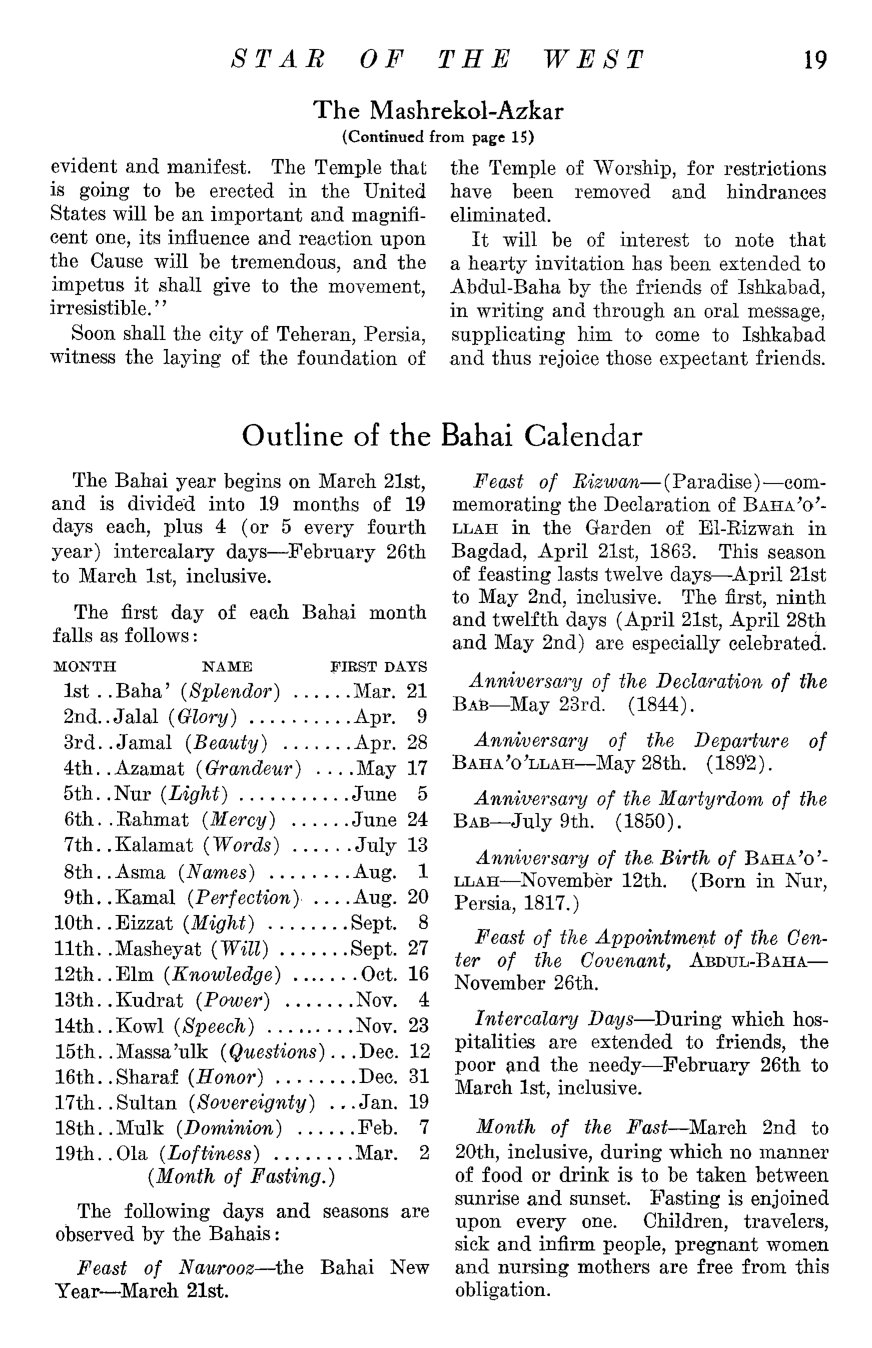 STAR OF THE WEST 19
The Mashrekol-Azkar
(Continued from page 15)
evident and manifest. The Temple that
is going to be erected in the United
States will be an important and magnifi-
cent one, its influence and reaction upon
the Cause will be tremendous, and the
impetus it shall give to the movement,
irresistible.''
Soon shall the city of Teheran, Persia,
witness the laying of the foundation of
the Temple of Worship, for restrictions
have been removed and hindrances
eliminated.
It will be of interest to note that
a hearty invitation has been extended to
Abdul-Baha by the friends of Ishkabad,
in writing and through an oral message,
supplicating him to come to Ishkabad
and thus rejoice those expectant friends.
Outline of the Bahai Calendar
The Bahai year begins on March 21st,
and is divided into 19 months of 19
days each, plus 4 (or 5 every fourth
year) intercalary days—February 26th
to March 1st, inclusive.
The first day of each Bahai month
falls as follows:
MONTH NAME FIRST DAYS
1st ..Baha' (Splendor) ......Mar. 21
2nd..Jalal (Glory) ..........Apr. 9
3rd..Jamal (Beauty) .......Apr. 28
4th..Azamat (Grandeur) ....May 17
5th..Nur (Light) ...........June 5
6th..Rahmat (Mercy) ......June 24
7th..Kalamat (Words) ......July 13
8th..Asma (Names) ........Aug. 1
9th..Kamal (Perfection) ....Aug. 20
10th..Eizzat (Might) ........Sept. 8
11th..Masheyat (Will) .......Sept. 27
12th..Elm (Knowledge) .......Oct. 16
13th..Kudrat (Power) .......Nov. 4
14th..Kowl (Speech) .........Nov. 23
15th..Massa'ulk (Questions)...Dec. 12
16th..Sharaf (Honor) ........Dec. 31
17th..Sultan (Sovereignty) ...Jan. 19
18th..Mulk (Dominion) ......Feb. 7
19th..Ola (Loftiness) ........Mar. 2
(Month of Fasting.)
The following days and seasons are
observed by the Bahais:
Feast of Naurooz—the Bahai New
Year—March 21st.
Feast of Rizwan—(Paradise)—com-
memorating the Declaration of BAHA'O'-
LLAH in the Garden of El-Rizwan in
Bagdad, April 21st, 1863. This season
of feasting lasts twelve days—April 21st
to May 2nd, inclusive. The first, ninth
and twelfth days (April 21st, April 28th
and May 2nd) are especially celebrated.
Anniversary of the Declaration of the
BAB—May 23rd. (1844).
Anniversary of the Departure of
BAHA'O'LLAH—May 28th. (1892).
Anniversary of the Martyrdom of the
BAB—July 9th. (1850).
Anniversary of the Birth of BAHA'O'-
LLAH—November 12th. (Born in Nur,
Persia, 1817.)
Feast of the Appointment of the Cen-
ter of the Covenant, ABDUL-BAHA—
November 26th.
Intercalary Days—During which hos-
pitalities are extended to friends, the
poor and the needy—February 26th to
March 1st, inclusive.
Month of the Fast—March 2nd to
20th, inclusive, during which no manner
of food or drink is to be taken between
sunrise and sunset. Fasting is enjoined
upon every one. Children, travelers,
sick and infirm people, pregnant women
and nursing mothers are free from this
obligation.